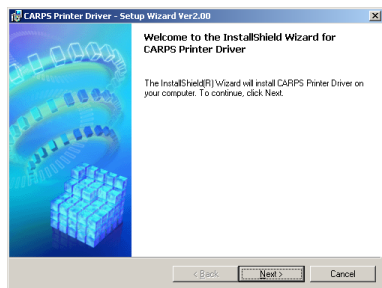 CARPS Printer Driver - Setup Wizard Ver2.00
Welcome to the InstallShield Wizard for
CARPS Printer Driver
The InstallShield(R) Wizard will install CARPS Printer Driver on
your computer. To continue, click Next.
< Back
Next >
Cancel